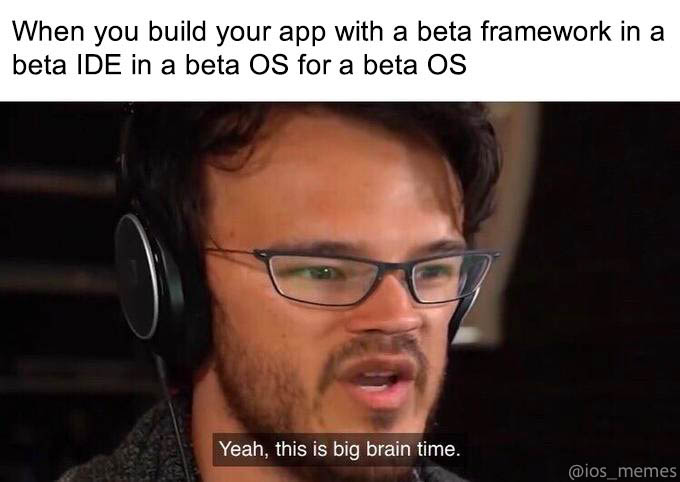 When you build your app with a beta framework in a
beta IDE in a beta OS for a beta OS
Yeah, this is big brain time.
@ios_memes